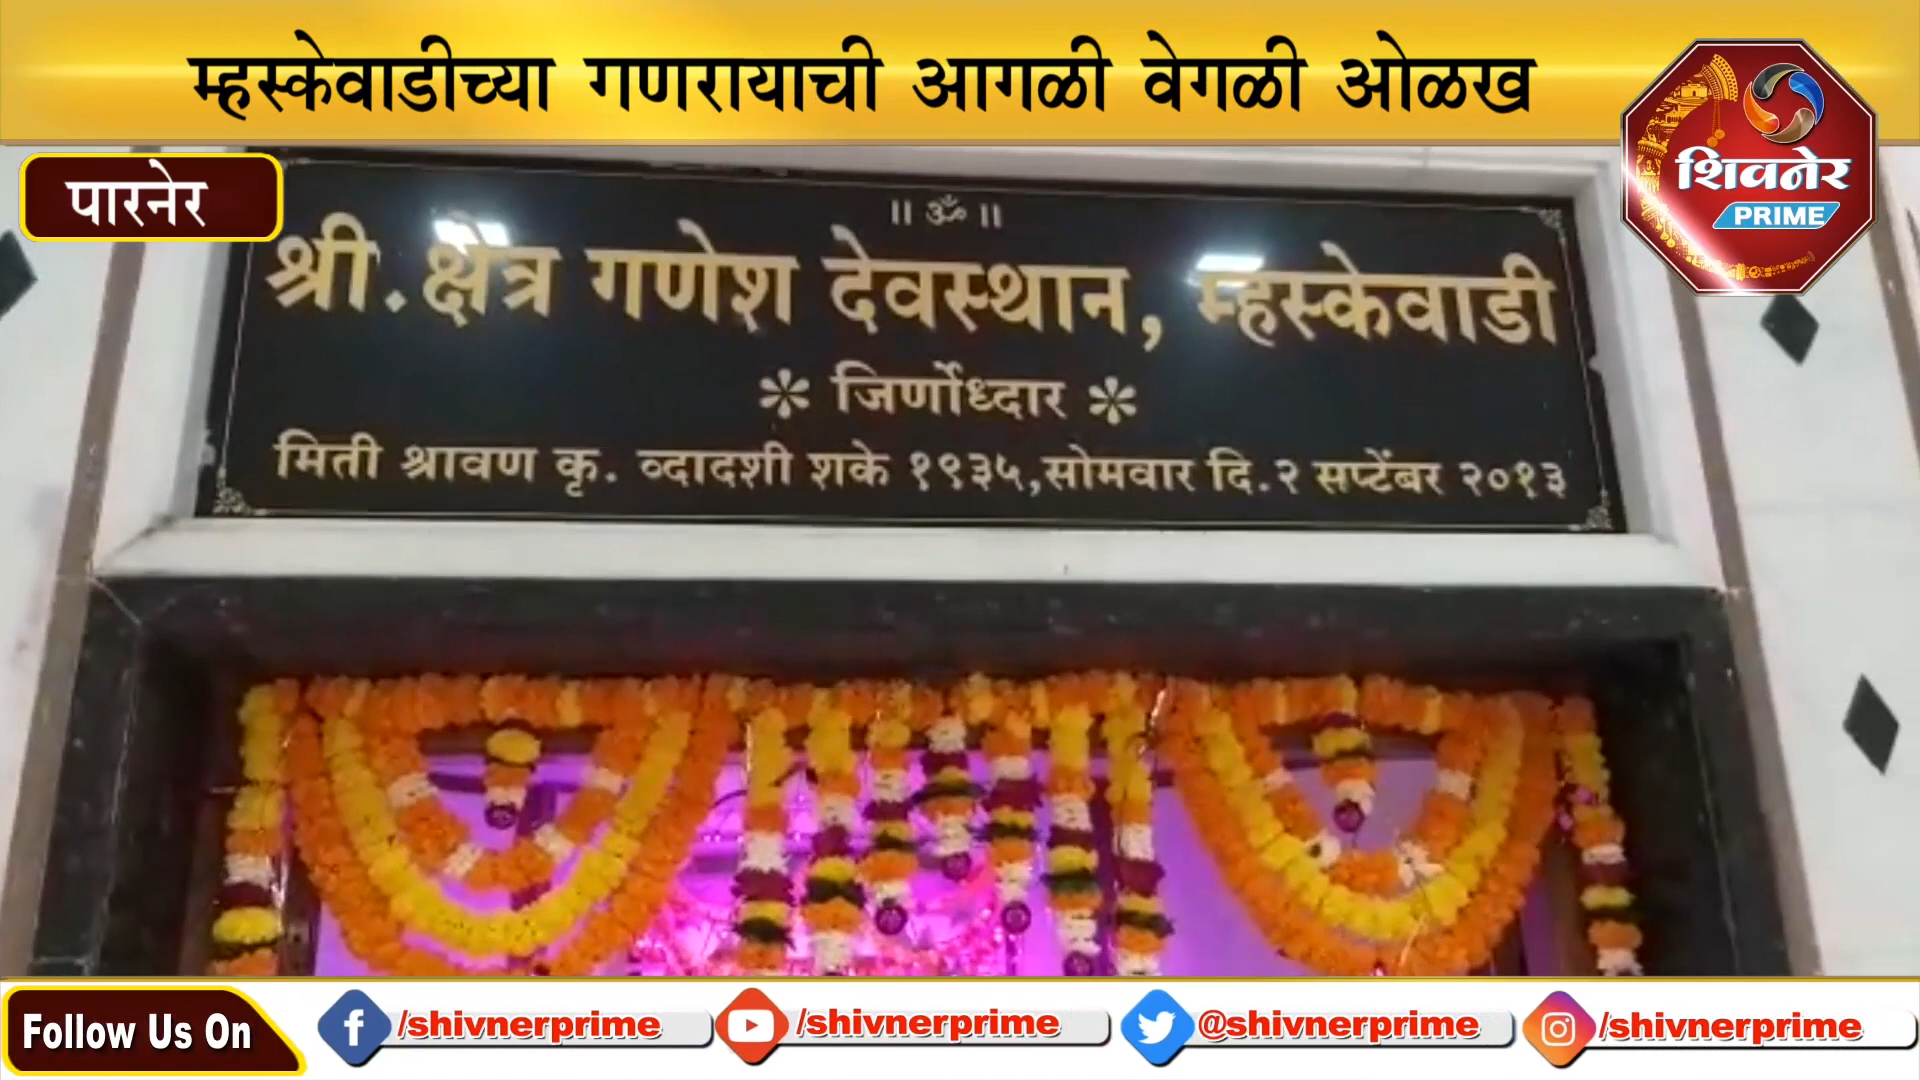 म्हस्केवाडीच्या गणरायाची आगळी वेगळी ओळख
शिवनेर
PRIME
पारनेर
|| ॐ ||
श्री. क्षेत्र गणेश देवस्थान, म्हस्केवाडी
* जिर्णोध्दार *
मिती श्रावण कृ. व्दादशी शके १९३५,सोमवार दि.२ सप्टेंबर २०१३
Follow Us On
/shivnerprime
/shivnerprime
@shivnerprime
/shivnerprime